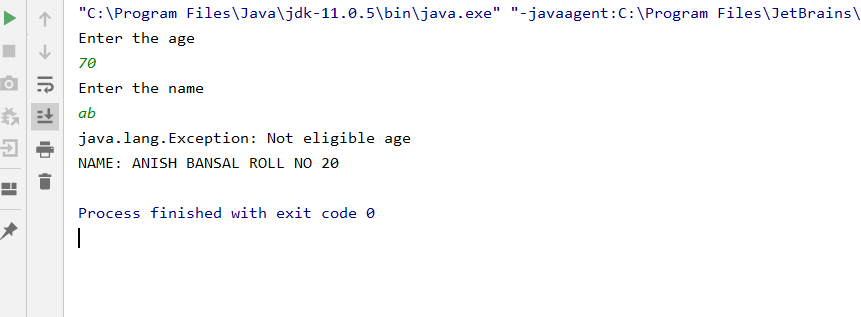 "C:\Program Files\Java\jdk-11.0.5\bin\java.exe" "-javaagent:C:\Program Files\JetBrains\
Enter the age
70
Enter the name
ab
java.lang.Exception: Not eligible age
NAME: ANISH BANSAL ROLL NO 20
Process finished with exit code 0